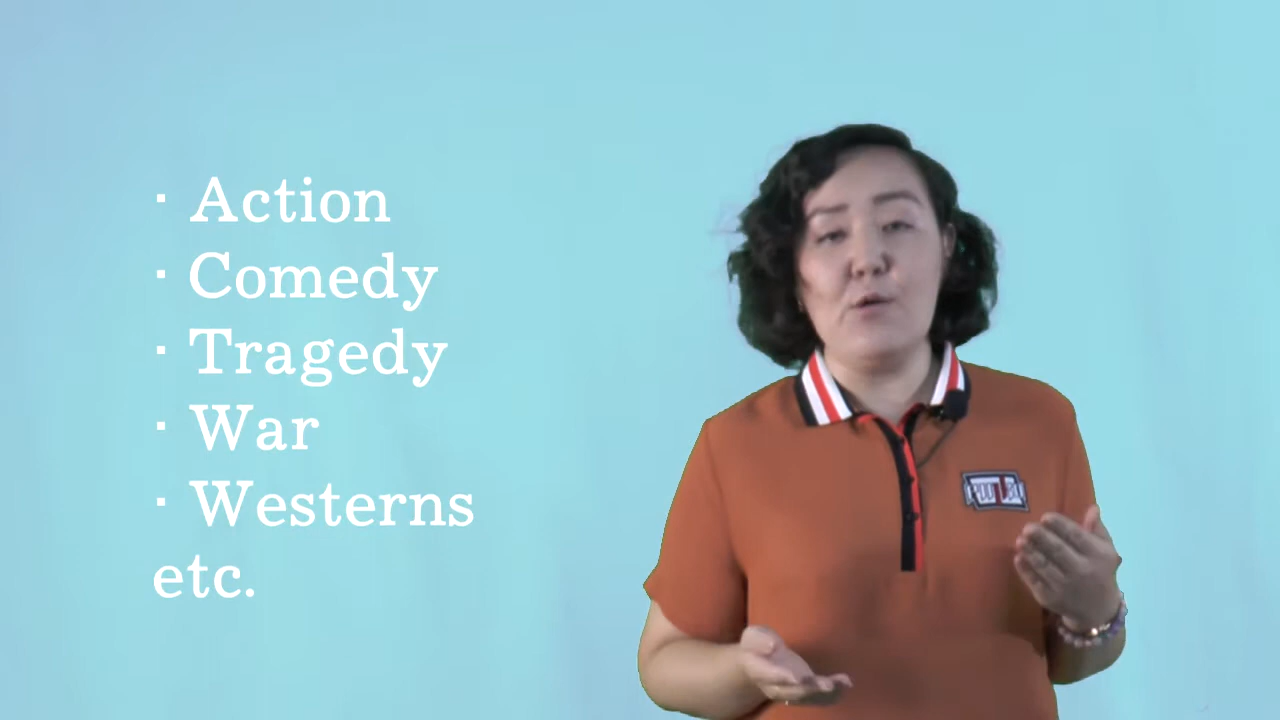 · Action
· Comedy
· Tragedy
· War
· Westerns
etc.